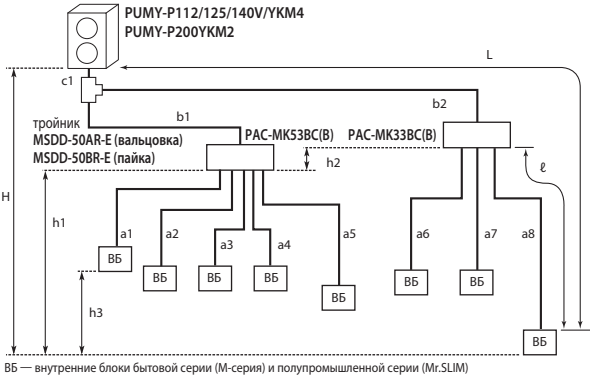 PUMY-P112/125/140V/YKM4
PUMY-P200YKM2
L
c1
b1
b2
тройник
MSDD-50AR-E (вальцовка)
MSDD-50BR-E (пайка)
PAC-MK53BC(B)
PAC-MK33BC(B)
h2
ℓ
H
h1
a1
a2
a3
a4
a5
a6
a7
a8
ВБ
ВБ
ВБ
ВБ
ВБ
ВБ
ВБ
h3
ВБ
ВБ — внутренние блоки бытовой серии (М-серия) и полупромышленной серии (Mr.SLIM)